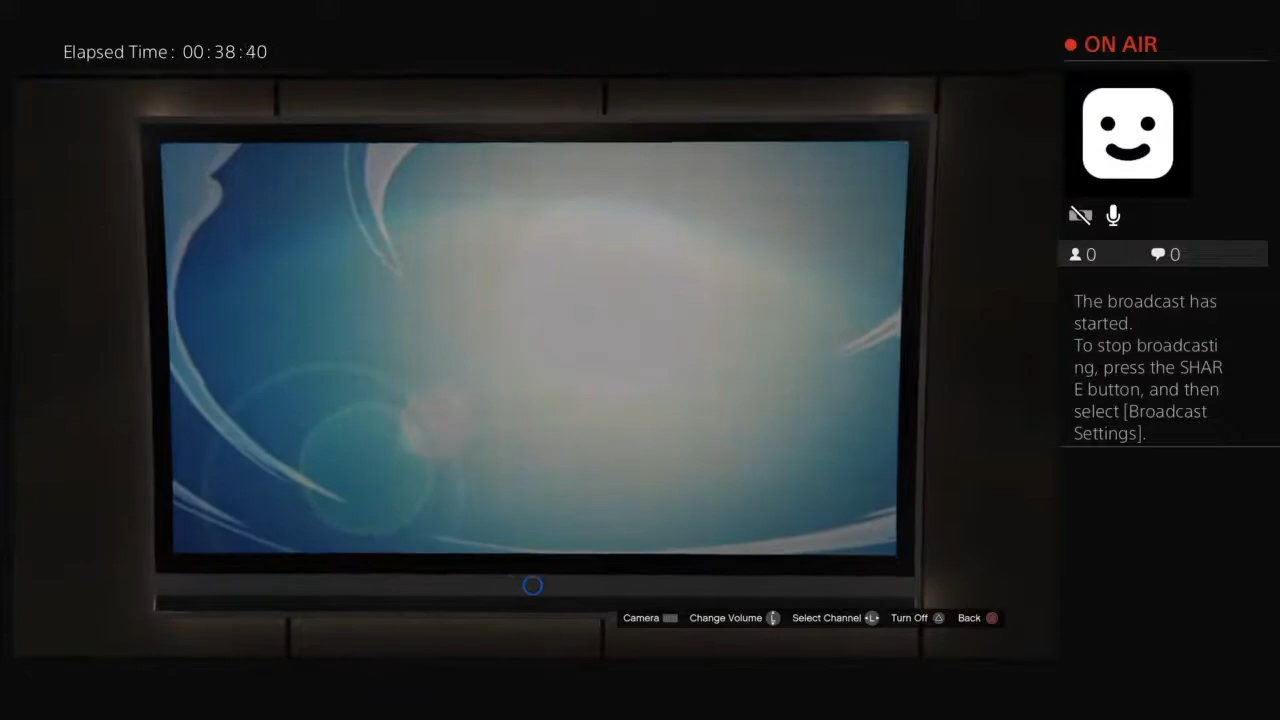 Elapsed Time: 00:38:40
ON AIR
0
0
The broadcast has
started.
To stop broadcasti
ng, press the SHAR
E button, and then
select [Broadcast
Settings].
Camera Change Volume L Select Channel L Turn Off Back